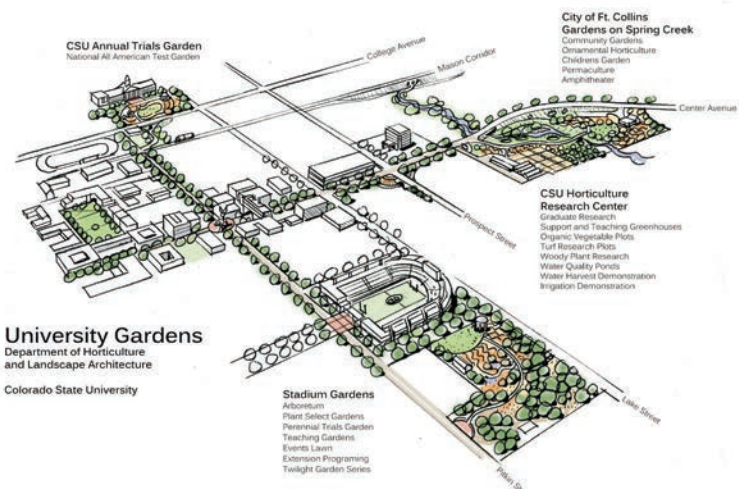 CSU Annual Trials Garden
National All American Test Garden
College Avenue
Mason Corridor
City of Ft. Collins
Gardens on Spring Creek
Community Gardens
Ornamental Horticulture
Childrens Garden
Permaculture
Amphitheater
Center Avenue
Prospect Street
CSU Horticulture
Research Center
Graduate Research
Support and Teaching Greenhouses
Organic Vegetable Plots
Turf Research Plots
Woody Plant Research
Water Quality Ponds
Water Harvest Demonstration
Irrigation Demonstration
University Gardens
Department of Horticulture
and Landscape Architecture
Colorado State University
Stadium Gardens
Arboretum
Plant Select Gardens
Perennial Trials Garden
Teaching Gardens
Events Lawn
Extension Programing
Twilight Garden Series
Lake Street
Pitkin St